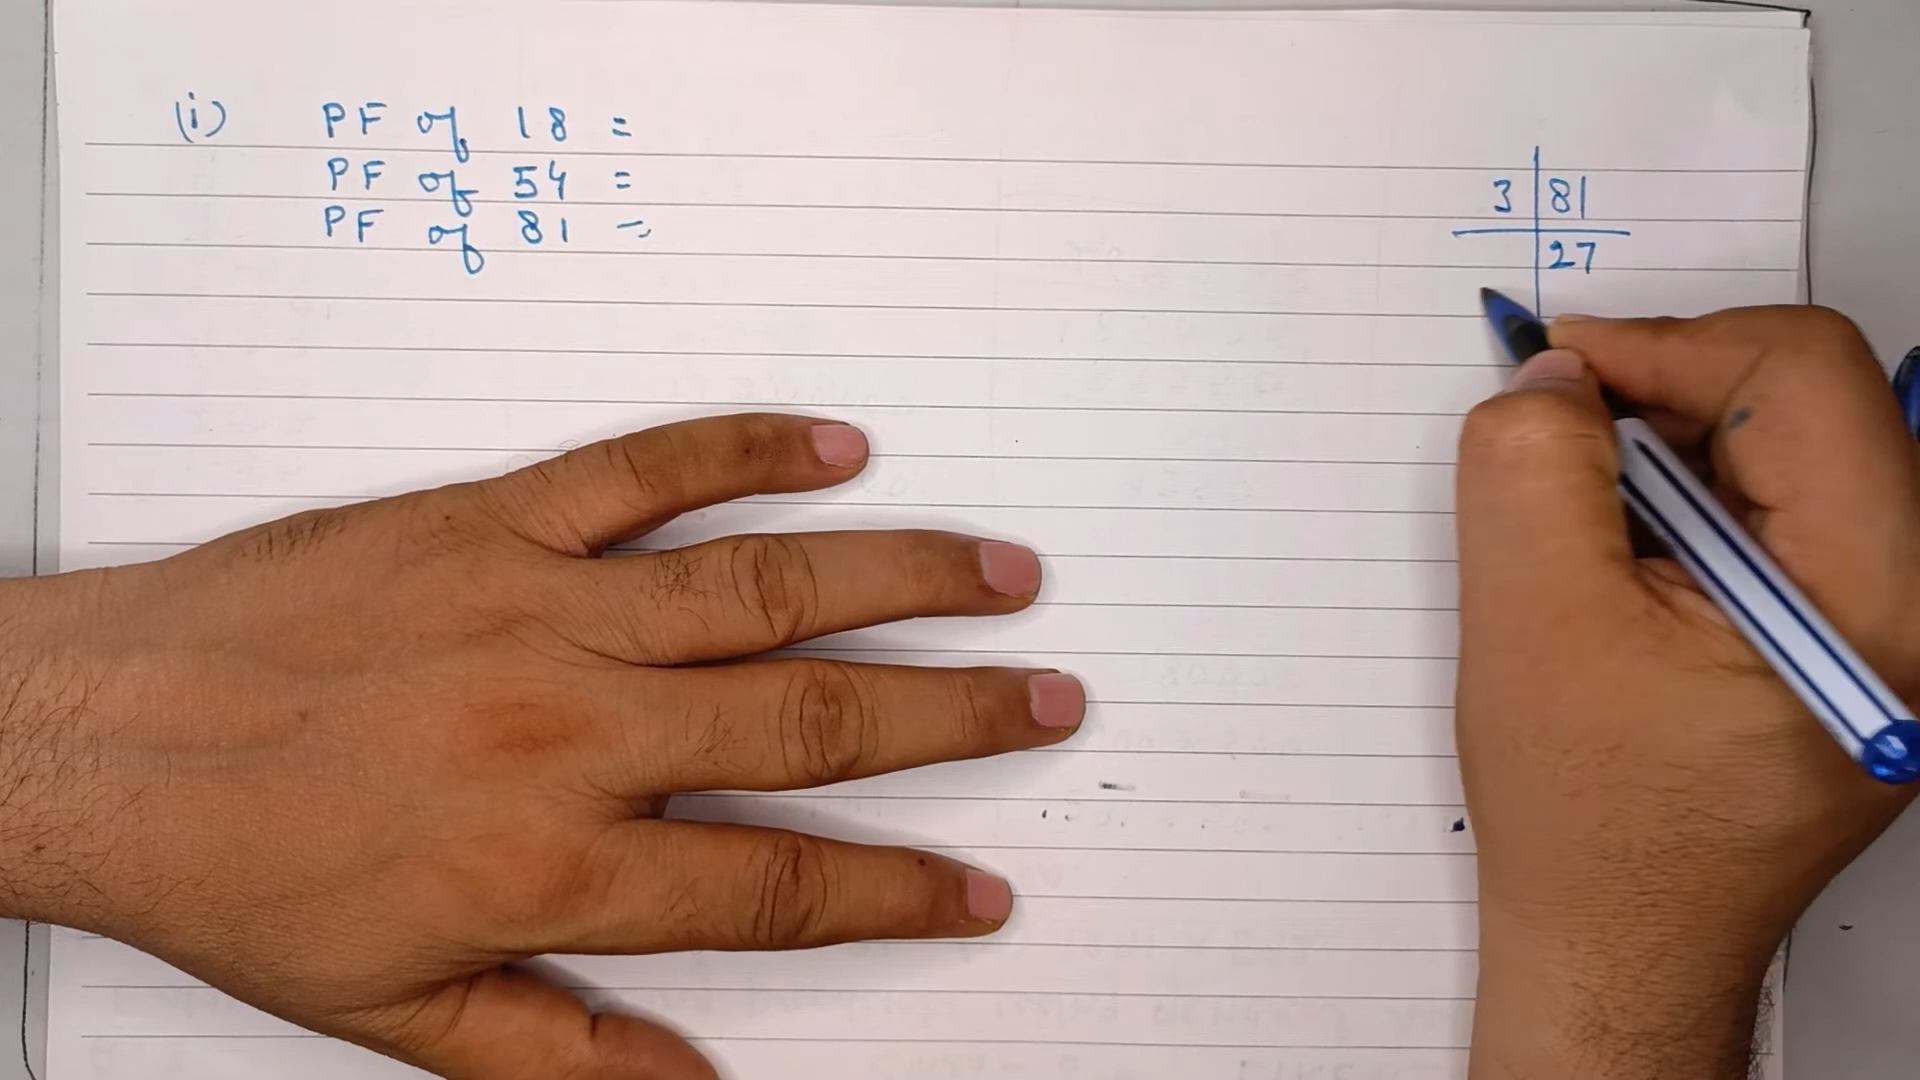 (i) PF of 18 =
PF of 54 =
PF of 81 =
3 | 81
27